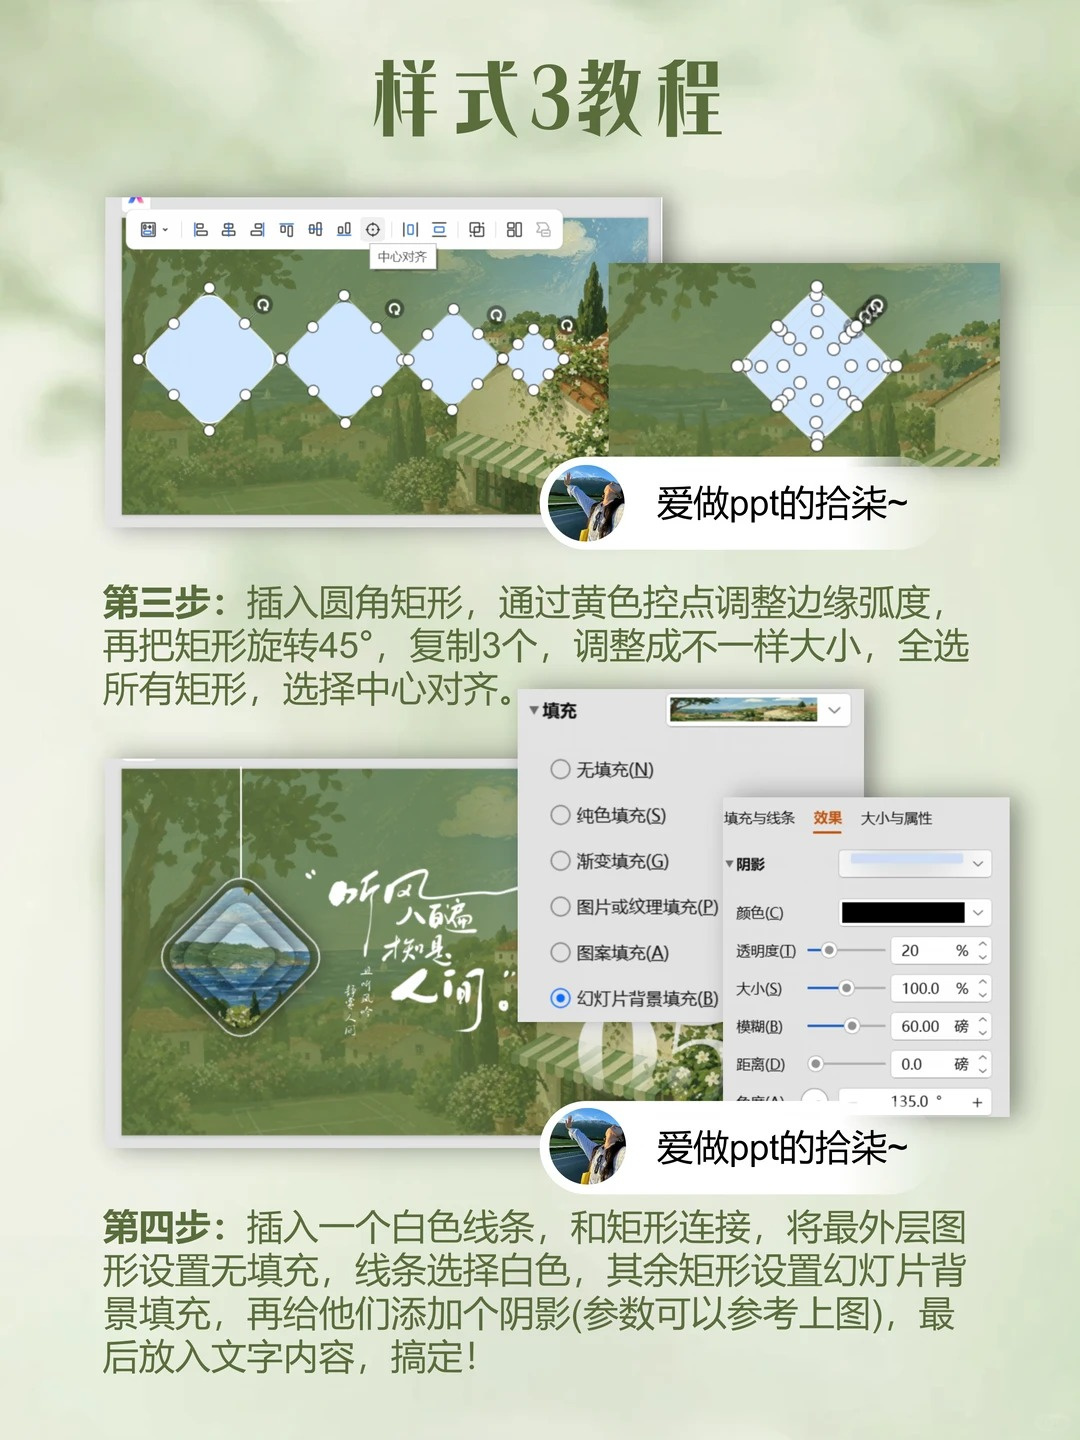 样式3教程
中心对齐
爱做ppt的拾柒~
第三步：插入圆角矩形，通过黄色控点调整边缘弧度，
再把矩形旋转45°，复制3个，调整成不一样大小，全选
所有矩形，选择中心对齐。
填充
无填充(N)
纯色填充(S)
渐变填充(G)
图片或纹理填充(P)
图案填充(A)
幻灯片背景填充(B)
填充与线条 效果 大小与属性
阴影
颜色(C)
透明度(T) 20 %
大小(S) 100.0 %
模糊(B) 60.00 磅
距离(D) 0.0 磅
角度(A) 135.0 °
“听风
八百遍
才知是
人间”。
且听风吟
静赏人间
05
爱做ppt的拾柒~
第四步：插入一个白色线条，和矩形连接，将最外层图
形设置无填充，线条选择白色，其余矩形设置幻灯片背
景填充，再给他们添加个阴影(参数可以参考上图)，最
后放入文字内容，搞定！